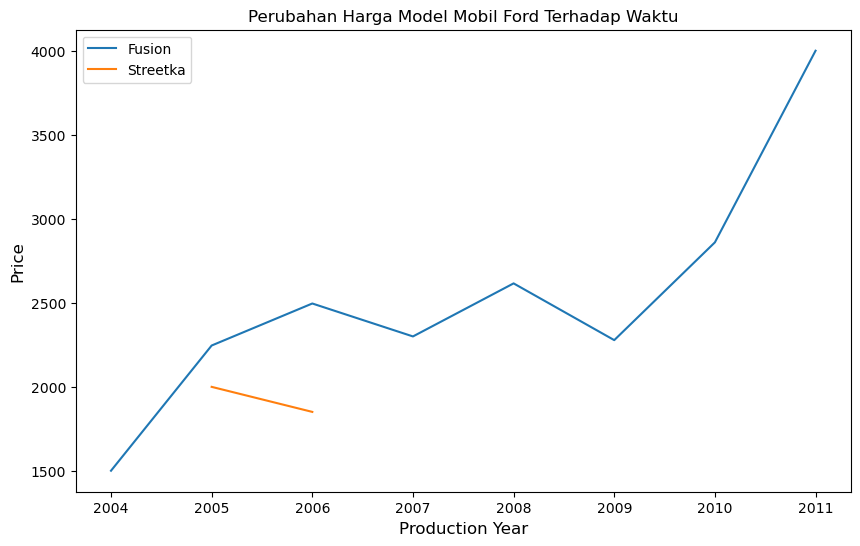 Perubahan Harga Model Mobil Ford Terhadap Waktu
Fusion
Streetka
Price
4000
3500
3000
2500
2000
1500
2004 2005 2006 2007 2008 2009 2010 2011
Production Year